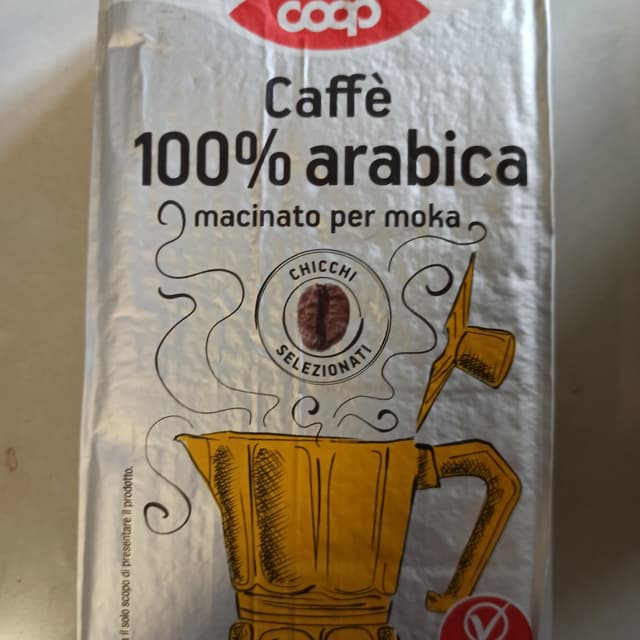 coop
Caffè
100% arabica
macinato per moka
CHICCHI
SELEZIONATI
il solo scopo di presentare il prodotto.